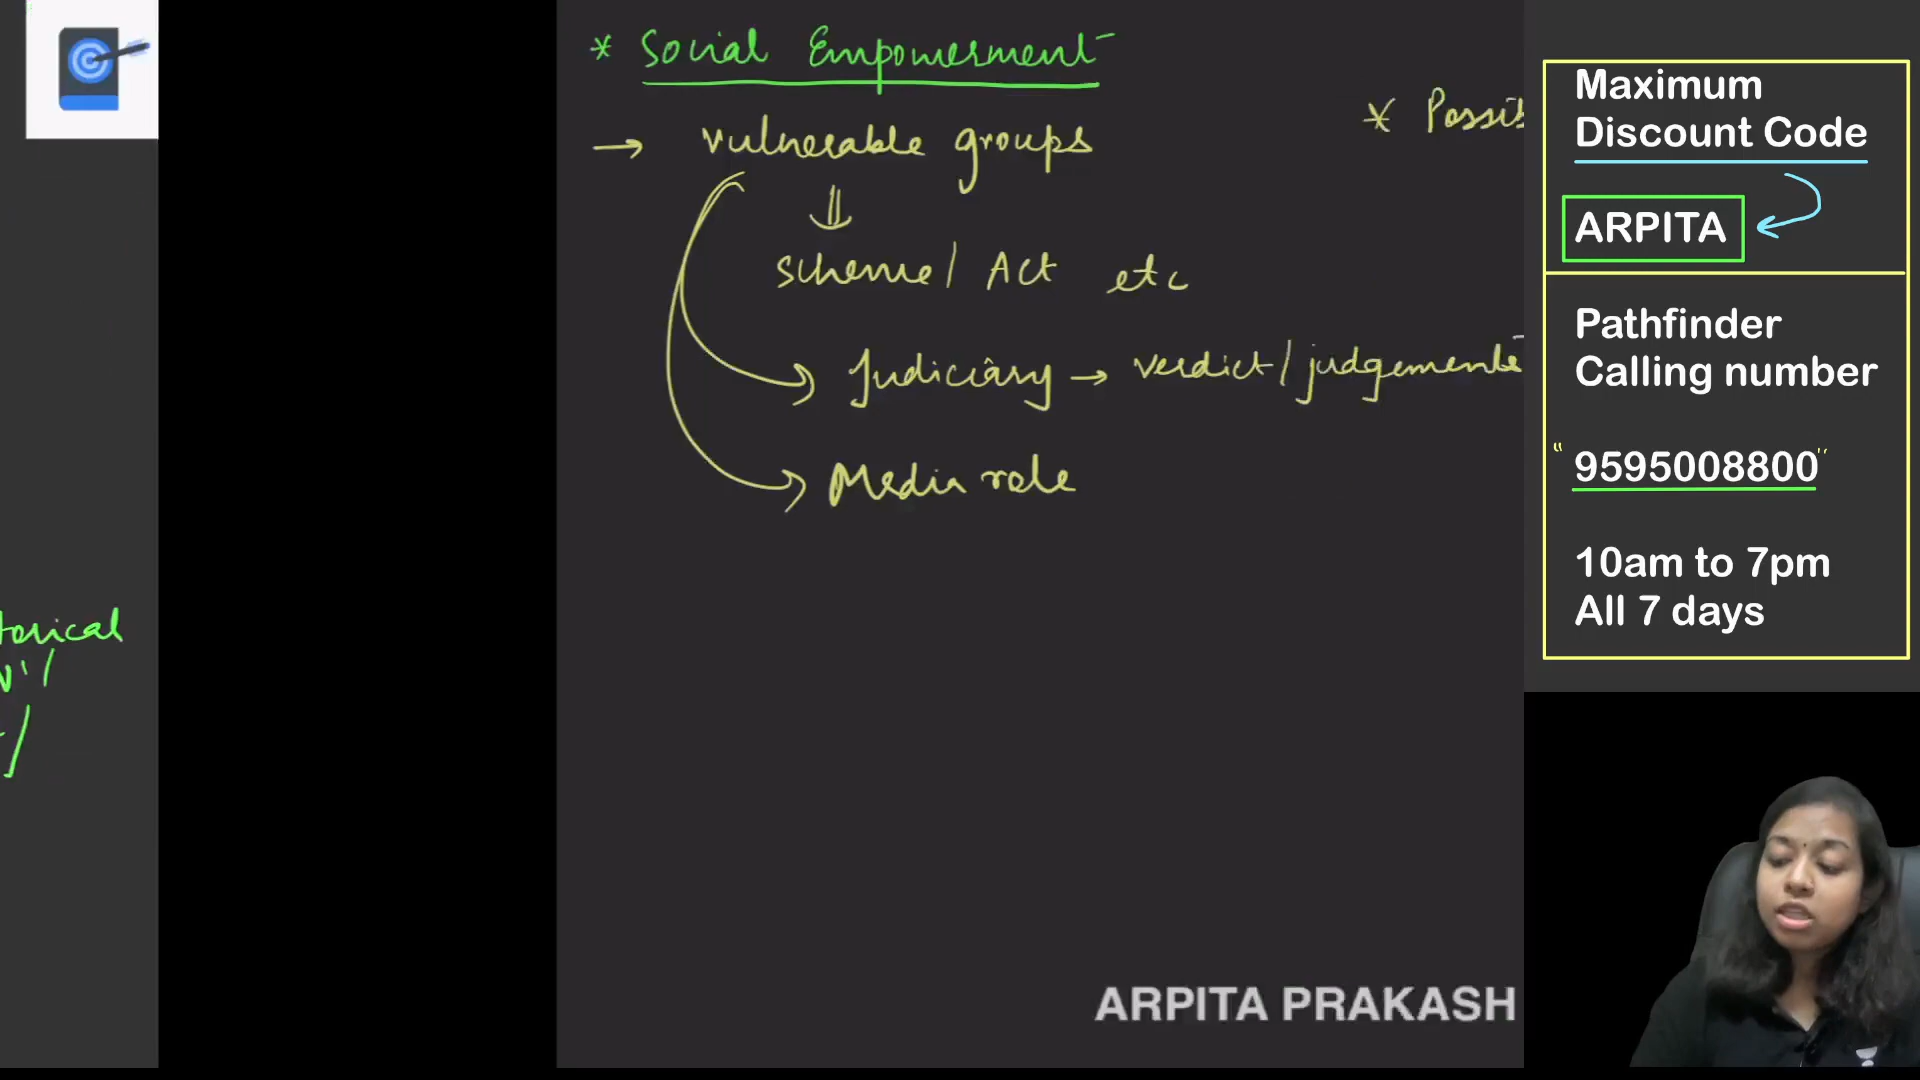 * Social Empowerment
→ vulnerable groups
⇓
scheme / Act etc
→ Judiciary → verdict / judgements
→ Media role
* Possi
torical
ARPITA PRAKASH
Maximum
Discount Code
ARPITA
Pathfinder
Calling number
"9595008800"
10am to 7pm
All 7 days